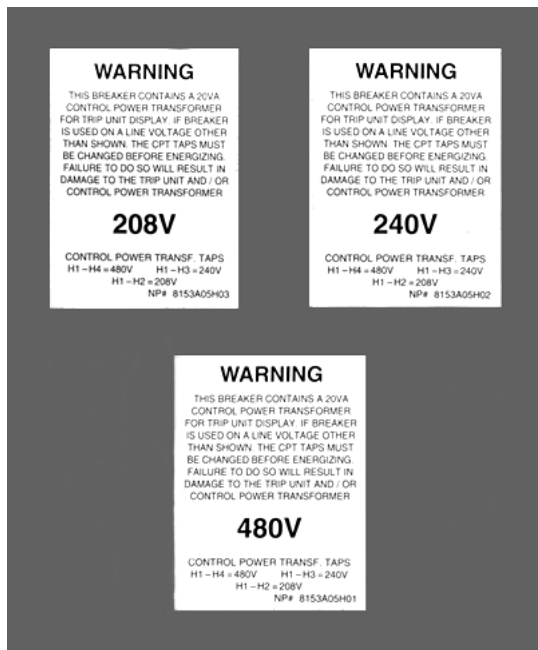 WARNING
THIS BREAKER CONTAINS A 20VA
CONTROL POWER TRANSFORMER
FOR TRIP UNIT DISPLAY. IF BREAKER
IS USED ON A LINE VOLTAGE OTHER
THAN SHOWN. THE CPT TAPS MUST
BE CHANGED BEFORE ENERGIZING.
FAILURE TO DO SO WILL RESULT IN
DAMAGE TO THE TRIP UNIT AND / OR
CONTROL POWER TRANSFORMER
208V
CONTROL POWER TRANSF. TAPS
H1-H4=480V H1-H3=240V
H1-H2=208V
NP# 8153A05H03
WARNING
THIS BREAKER CONTAINS A 20VA
CONTROL POWER TRANSFORMER
FOR TRIP UNIT DISPLAY. IF BREAKER
IS USED ON A LINE VOLTAGE OTHER
THAN SHOWN. THE CPT TAPS MUST
BE CHANGED BEFORE ENERGIZING.
FAILURE TO DO SO WILL RESULT IN
DAMAGE TO THE TRIP UNIT AND / OR
CONTROL POWER TRANSFORMER
240V
CONTROL POWER TRANSF. TAPS
H1-H4=480V H1-H3=240V
H1-H2=208V
NP# 8153A05H02
WARNING
THIS BREAKER CONTAINS A 20VA
CONTROL POWER TRANSFORMER
FOR TRIP UNIT DISPLAY. IF BREAKER
IS USED ON A LINE VOLTAGE OTHER
THAN SHOWN. THE CPT TAPS MUST
BE CHANGED BEFORE ENERGIZING.
FAILURE TO DO SO WILL RESULT IN
DAMAGE TO THE TRIP UNIT AND / OR
CONTROL POWER TRANSFORMER
480V
CONTROL POWER TRANSF. TAPS
H1-H4=480V H1-H3=240V
H1-H2=208V
NP# 8153A05H01